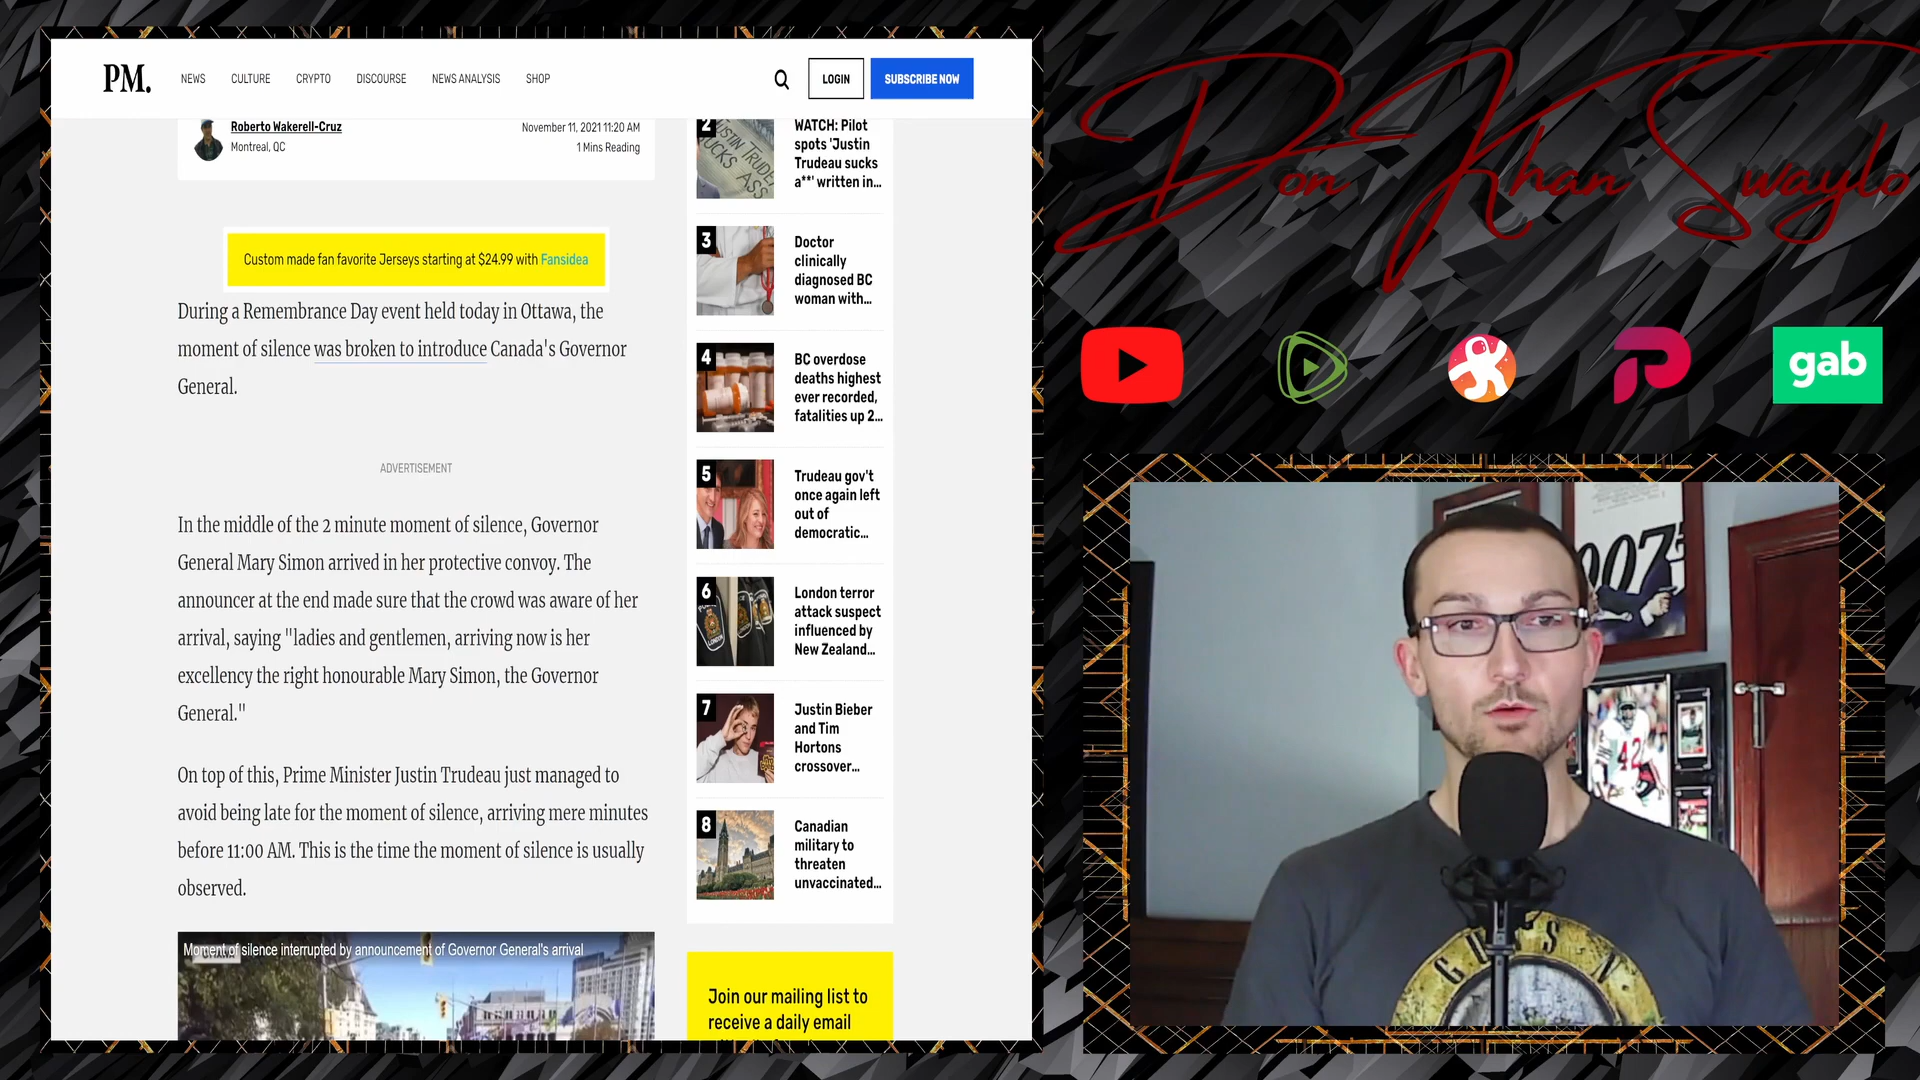 PM.
NEWS
CULTURE
CRYPTO
DISCOURSE
NEWS ANALYSIS
SHOP
LOGIN
SUBSCRIBE NOW
Roberto Wakerell-Cruz
Montreal, QC
November 11, 2021 11:20 AM
1 Mins Reading
Custom made fan favorite Jerseys starting at $24.99 with Fansidea
During a Remembrance Day event held today in Ottawa, the
moment of silence was broken to introduce Canada's Governor
General.
ADVERTISEMENT
In the middle of the 2 minute moment of silence, Governor
General Mary Simon arrived in her protective convoy. The
announcer at the end made sure that the crowd was aware of her
arrival, saying "ladies and gentlemen, arriving now is her
excellency the right honourable Mary Simon, the Governor
General."
On top of this, Prime Minister Justin Trudeau just managed to
avoid being late for the moment of silence, arriving mere minutes
before 11:00 AM. This is the time the moment of silence is usually
observed.
Moment of silence interrupted by announcement of Governor General's arrival
2
JUSTIN TRUDEAU
SUCKS
ASS
WATCH: Pilot
spots 'Justin
Trudeau sucks
a**' written in...
3
Doctor
clinically
diagnosed BC
woman with...
4
BC overdose
deaths highest
ever recorded,
fatalities up 2...
5
Trudeau gov't
once again left
out of
democratic...
6
London terror
attack suspect
influenced by
New Zealand...
7
Justin Bieber
and Tim
Hortons
crossover...
8
Canadian
military to
threaten
unvaccinated...
Join our mailing list to
receive a daily email
Don Khan Swaylo
gab
007
42
GUNS N